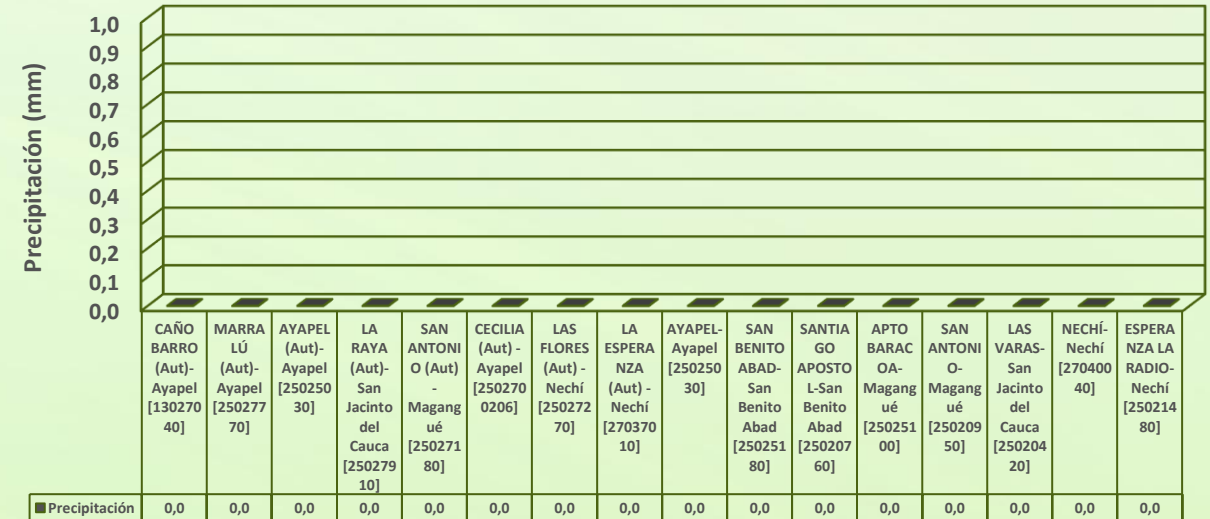 Precipitación (mm)
1,0
0,9
0,8
0,7
0,6
0,5
0,4
0,3
0,2
0,1
0,0
CAÑO
BARRO
(Aut)-
Ayapel
[130270
40]
MARRA
LÚ
(Aut)-
Ayapel
[250277
70]
AYAPEL
(Aut)-
Ayapel
[250250
30]
LA
RAYA
(Aut)-
San
Jacinto
del
Cauca
[250279
10]
SAN
ANTONI
O (Aut)
-
Magang
ué
[250271
80]
CECILIA
(Aut) -
Ayapel
[250270
0206]
LAS
FLORES
(Aut) -
Nechí
[250272
70]
LA
ESPERA
NZA
(Aut) -
Nechí
[270370
10]
AYAPEL-
Ayapel
[250250
30]
SAN
BENITO
ABAD-
San
Benito
Abad
[250251
80]
SANTIA
GO
APOSTO
L-San
Benito
Abad
[250207
60]
APTO
BARAC
OA-
Magang
ué
[250251
00]
SAN
ANTONI
O-
Magang
ué
[250209
50]
LAS
VARAS-
San
Jacinto
del
Cauca
[250204
20]
NECHÍ-
Nechí
[270400
40]
ESPERA
NZA LA
RADIO-
Nechí
[250214
80]
Precipitación 0,0 0,0 0,0 0,0 0,0 0,0 0,0 0,0 0,0 0,0 0,0 0,0 0,0 0,0 0,0 0,0